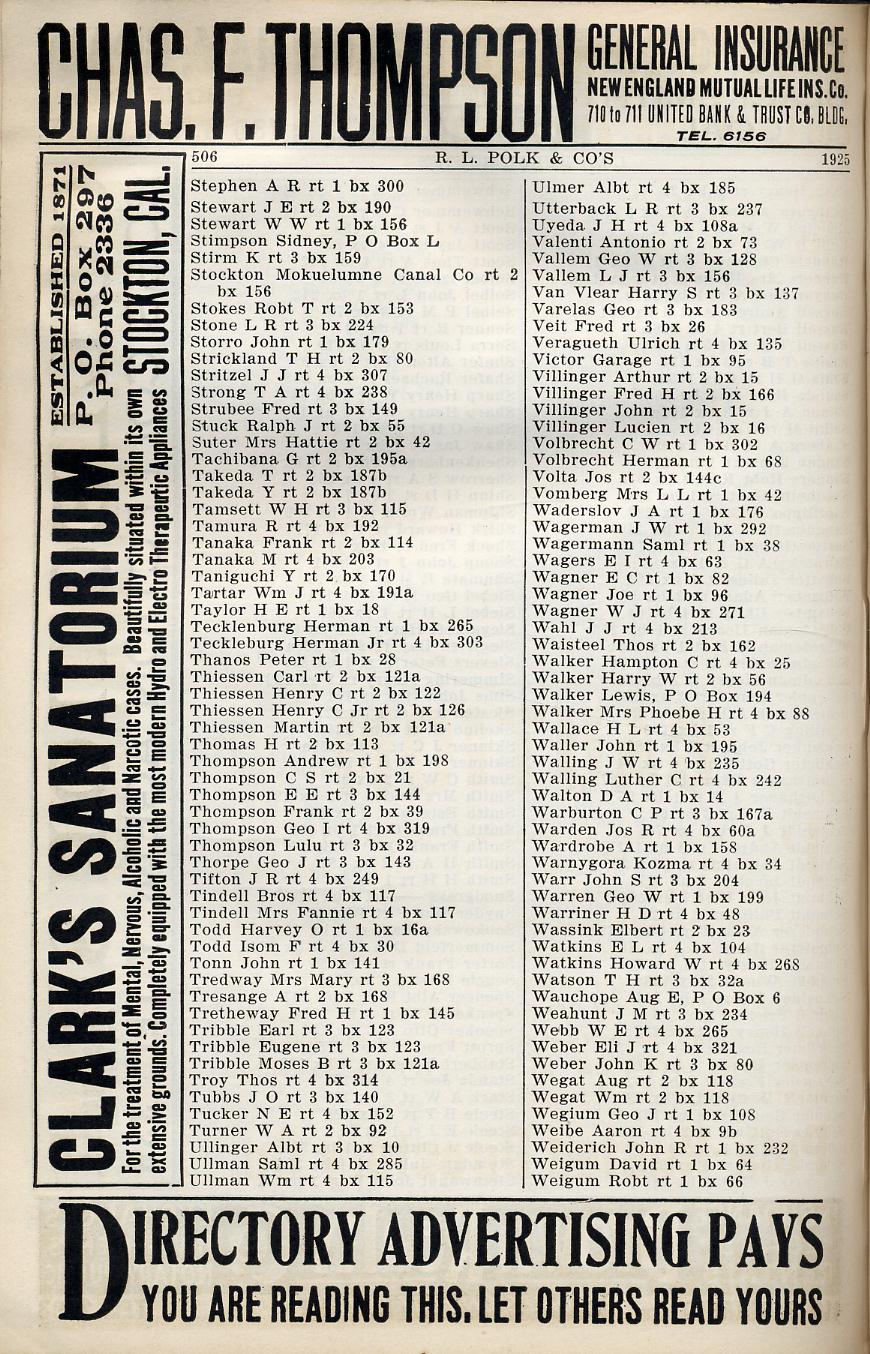 CHAS. F. THOMPSON
GENERAL INSURANCE
NEW ENGLAND MUTUAL LIFE INS. Co.
710 to 711 UNITED BANK & TRUST CO. BLDG.
TEL. 6156
506 R. L. POLK & CO'S 1925
CLARK'S SANATORIUM
ESTABLISHED 1871
P. O. Box 297
Phone 2336
STOCKTON, CAL.
For the treatment of Mental, Nervous, Alcoholic and Narcotic cases. Beautifully situated within its own
extensive grounds. Completely equipped with the most modern Hydro and Electro Therapeutic Appliances
Stephen A R rt 1 bx 300
Stewart J E rt 2 bx 190
Stewart W W rt 1 bx 156
Stimpson Sidney, P O Box L
Stirm K rt 3 bx 159
Stockton Mokuelumne Canal Co rt 2
bx 156
Stokes Robt T rt 2 bx 153
Stone L R rt 3 bx 224
Storro John rt 1 bx 179
Strickland T H rt 2 bx 80
Stritzel J J rt 4 bx 307
Strong T A rt 4 bx 238
Strubee Fred rt 3 bx 149
Stuck Ralph J rt 2 bx 55
Suter Mrs Hattie rt 2 bx 42
Tachibana G rt 2 bx 195a
Takeda T rt 2 bx 187b
Takeda Y rt 2 bx 187b
Tamsett W H rt 3 bx 115
Tamura R rt 4 bx 192
Tanaka Frank rt 2 bx 114
Tanaka M rt 4 bx 203
Taniguchi Y rt 2 bx 170
Tartar Wm J rt 4 bx 191a
Taylor H E rt 1 bx 18
Tecklenburg Herman rt 1 bx 265
Teckleburg Herman Jr rt 4 bx 303
Thanos Peter rt 1 bx 28
Thiessen Carl rt 2 bx 121a
Thiessen Henry C rt 2 bx 122
Thiessen Henry C Jr rt 2 bx 126
Thiessen Martin rt 2 bx 121a
Thomas H rt 2 bx 113
Thompson Andrew rt 1 bx 198
Thompson C S rt 2 bx 21
Thompson E E rt 3 bx 144
Thompson Frank rt 2 bx 39
Thompson Geo I rt 4 bx 319
Thompson Lulu rt 3 bx 32
Thorpe Geo J rt 3 bx 143
Tifton J R rt 4 bx 249
Tindell Bros rt 4 bx 117
Tindell Mrs Fannie rt 4 bx 117
Todd Harvey O rt 1 bx 16a
Todd Isom F rt 4 bx 30
Tonn John rt 1 bx 141
Tredway Mrs Mary rt 3 bx 168
Tresange A rt 2 bx 168
Tretheway Fred H rt 1 bx 145
Tribble Earl rt 3 bx 123
Tribble Eugene rt 3 bx 123
Tribble Moses B rt 3 bx 121a
Troy Thos rt 4 bx 314
Tubbs J O rt 3 bx 140
Tucker N E rt 4 bx 152
Turner W A rt 2 bx 92
Ullinger Albt rt 3 bx 10
Ullman Saml rt 4 bx 285
Ullman Wm rt 4 bx 115
Ulmer Albt rt 4 bx 185
Utterback L R rt 3 bx 237
Uyeda J H rt 4 bx 108a
Valenti Antonio rt 2 bx 73
Vallem Geo W rt 3 bx 128
Vallem L J rt 3 bx 156
Van Vlear Harry S rt 3 bx 137
Varelas Geo rt 3 bx 183
Veit Fred rt 3 bx 26
Veragueth Ulrich rt 4 bx 135
Victor Garage rt 1 bx 95
Villinger Arthur rt 2 bx 15
Villinger Fred H rt 2 bx 166
Villinger John rt 2 bx 15
Villinger Lucien rt 2 bx 16
Volbrecht C W rt 1 bx 302
Volbrecht Herman rt 1 bx 68
Volta Jos rt 2 bx 144c
Vomberg Mrs L L rt 1 bx 42
Waderslov J A rt 1 bx 176
Wagerman J W rt 1 bx 292
Wagermann Saml rt 1 bx 38
Wagers E I rt 4 bx 63
Wagner E C rt 1 bx 82
Wagner Joe rt 1 bx 96
Wagner W J rt 4 bx 271
Wahl J J rt 4 bx 213
Waisteel Thos rt 2 bx 162
Walker Hampton C rt 4 bx 25
Walker Harry W rt 2 bx 56
Walker Lewis, P O Box 194
Walker Mrs Phoebe H rt 4 bx 88
Wallace H L rt 4 bx 53
Waller John rt 1 bx 195
Walling J W rt 4 bx 235
Walling Luther C rt 4 bx 242
Walton D A rt 1 bx 14
Warburton C P rt 3 bx 167a
Warden Jos R rt 4 bx 60a
Wardrobe A rt 1 bx 158
Warnygora Kozma rt 4 bx 34
Warr John S rt 3 bx 204
Warren Geo W rt 1 bx 199
Warriner H D rt 4 bx 48
Wassink Elbert rt 2 bx 23
Watkins E L rt 4 bx 104
Watkins Howard W rt 4 bx 268
Watson T H rt 3 bx 32a
Wauchope Aug E, P O Box 6
Weahunt J M rt 3 bx 234
Webb W E rt 4 bx 265
Weber Eli J rt 4 bx 321
Weber John K rt 3 bx 80
Wegat Aug rt 2 bx 118
Wegat Wm rt 2 bx 118
Wegium Geo J rt 1 bx 108
Weibe Aaron rt 4 bx 9b
Weiderich John R rt 1 bx 232
Weigum David rt 1 bx 64
Weigum Robt rt 1 bx 66
DIRECTORY ADVERTISING PAYS
YOU ARE READING THIS. LET OTHERS READ YOURS